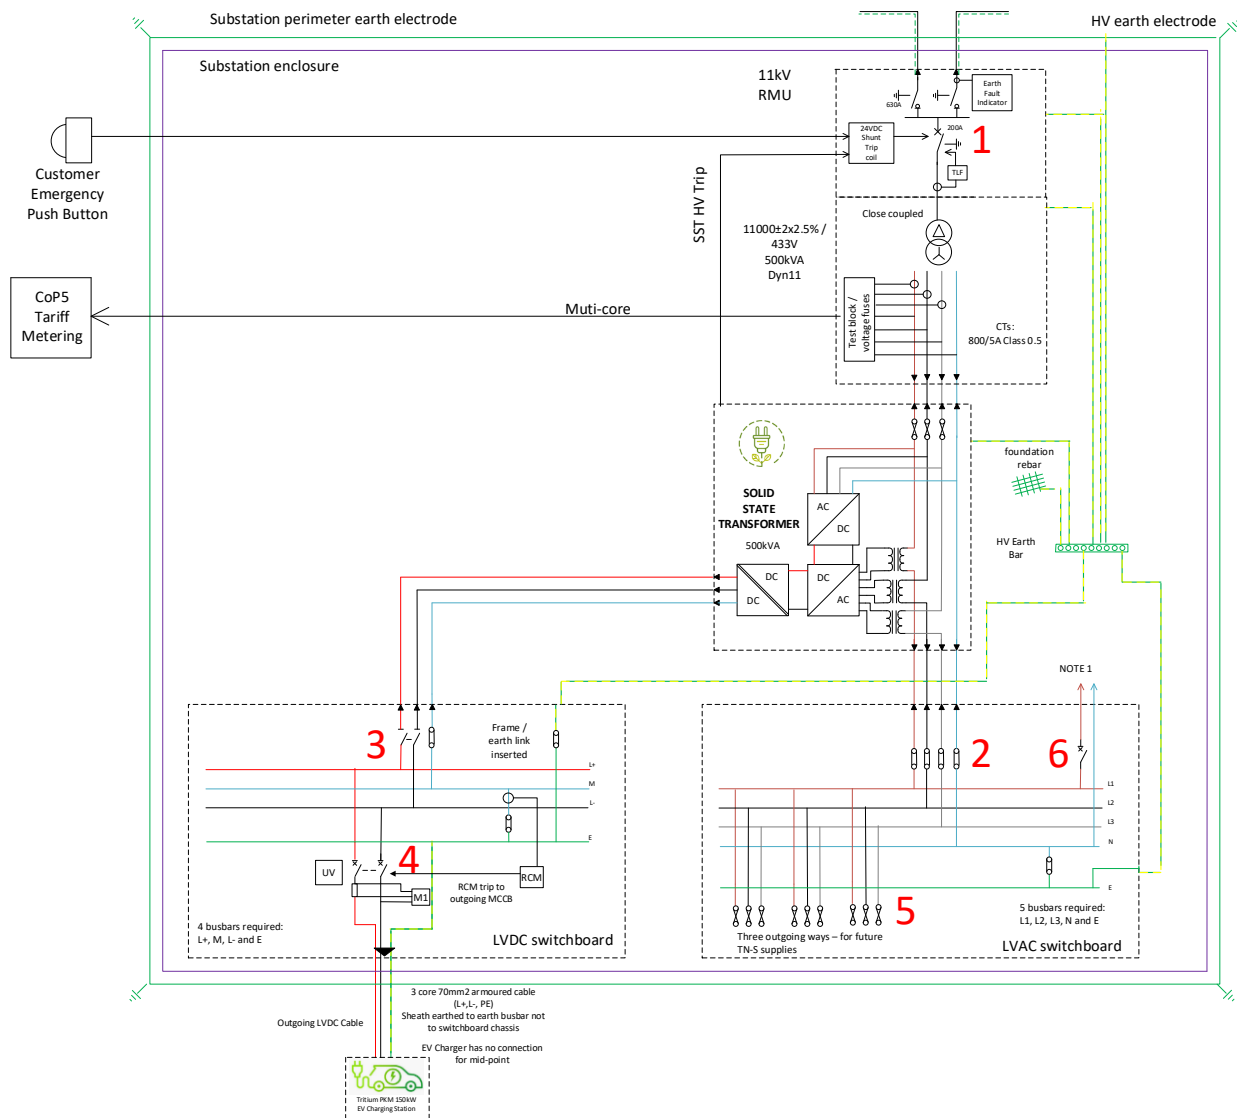 Substation perimeter earth electrode
HV earth electrode
Substation enclosure
11kV
RMU
630A
Earth
Fault
Indicator
24VDC
Shunt
Trip
coil
200A
1
TLF
Customer
Emergency
Push Button
SST HV Trip
Close coupled
11000±2x2.5% /
433V
500kVA
Dyn11
CoP5
Tariff
Metering
Muti-core
Test block /
voltage fuses
CTs:
800/5A Class 0.5
SOLID
STATE
TRANSFORMER
500kVA
AC
DC
DC
DC
DC
AC
foundation
rebar
HV Earth
Bar
NOTE 1
3
Frame /
earth link
inserted
L+
M
L-
E
4
UV
RCM
M1
RCM trip to
outgoing MCCB
4 busbars required:
L+, M, L- and E
LVDC switchboard
2
6
L1
L2
L3
N
E
5
Three outgoing ways – for future
TN-S supplies
5 busbars required:
L1, L2, L3, N and E
LVAC switchboard
3 core 70mm2 armoured cable
(L+,L-, PE)
Sheath earthed to earth busbar not
to switchboard chassis
Outgoing LVDC Cable
EV Charger has no connection
for mid-point
Tritium PKM 150kW
EV Charging Station